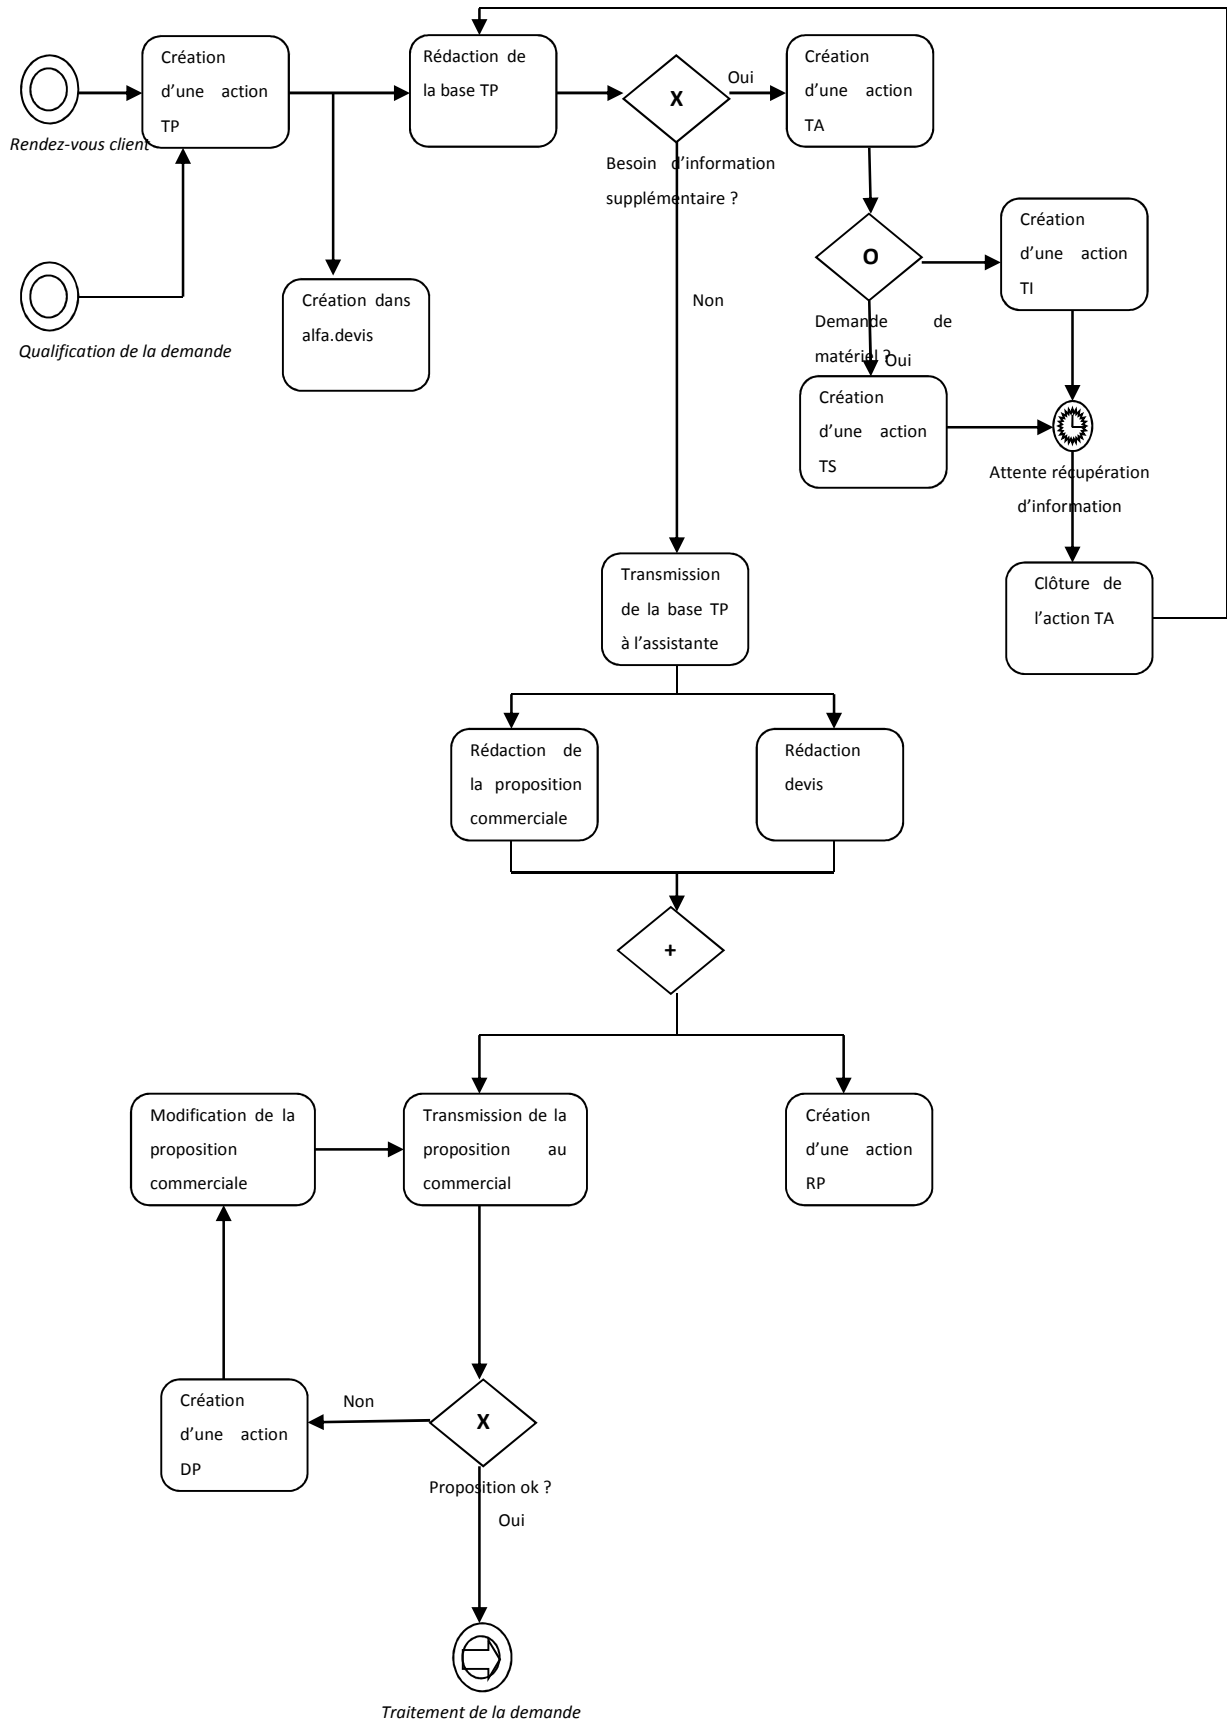 Création
d’une action
TP
Rendez-vous client
Rédaction de
la base TP
X
Oui
Besoin d’information
supplémentaire ?
Création
d’une action
TA
Qualification de la demande
Création dans
alfa.devis
Non
O
Demande de
matériel ?
Oui
Création
d’une action
TI
Création
d’une action
TS
Attente récupération
d’information
Clôture de
l’action TA
Transmission
de la base TP
à l’assistante
Rédaction de
la proposition
commerciale
Rédaction
devis
+
Modification de la
proposition
commerciale
Transmission de la
proposition au
commercial
Création
d’une action
RP
Création
d’une action
DP
Non
X
Proposition ok ?
Oui
Traitement de la demande